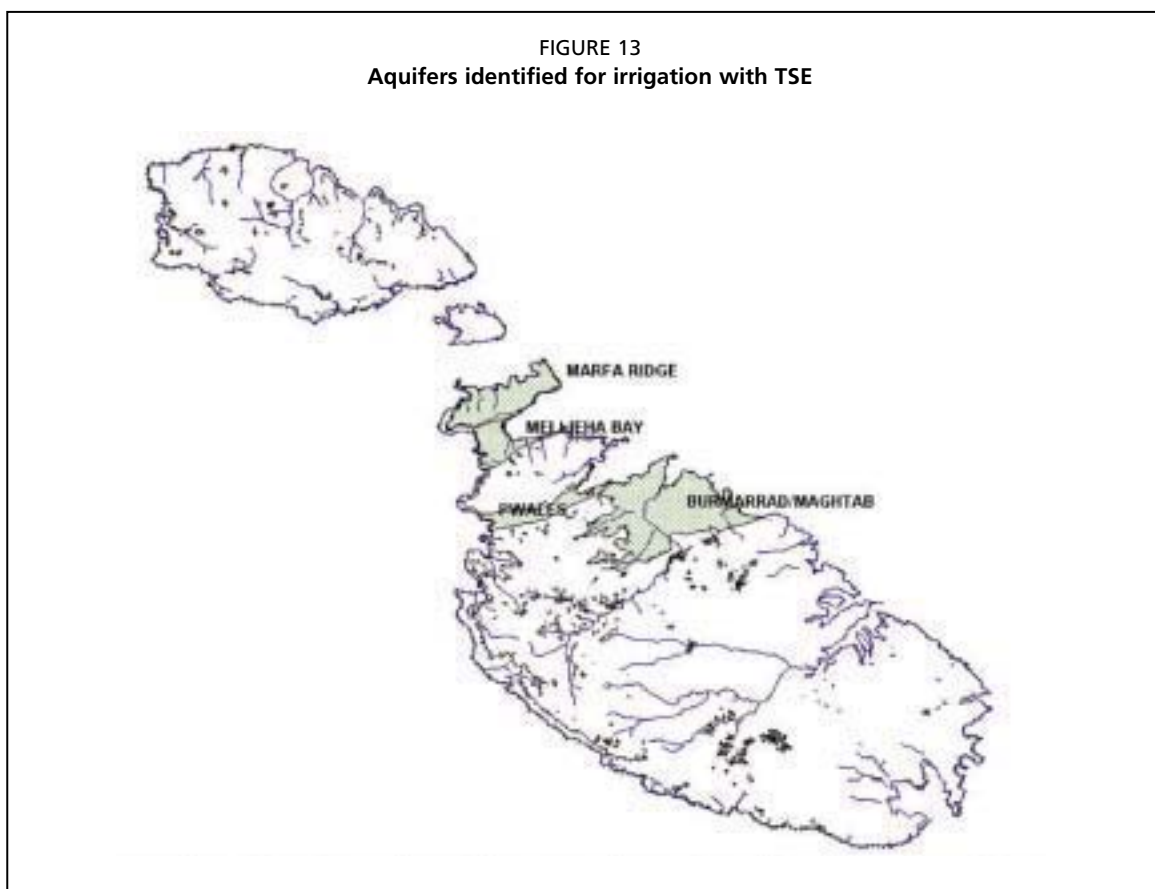 FIGURE 13
Aquifers identified for irrigation with TSE
MARFA RIDGE
MELLIEHA BAY
PWALES
BURMARRAD/MAGHTAB